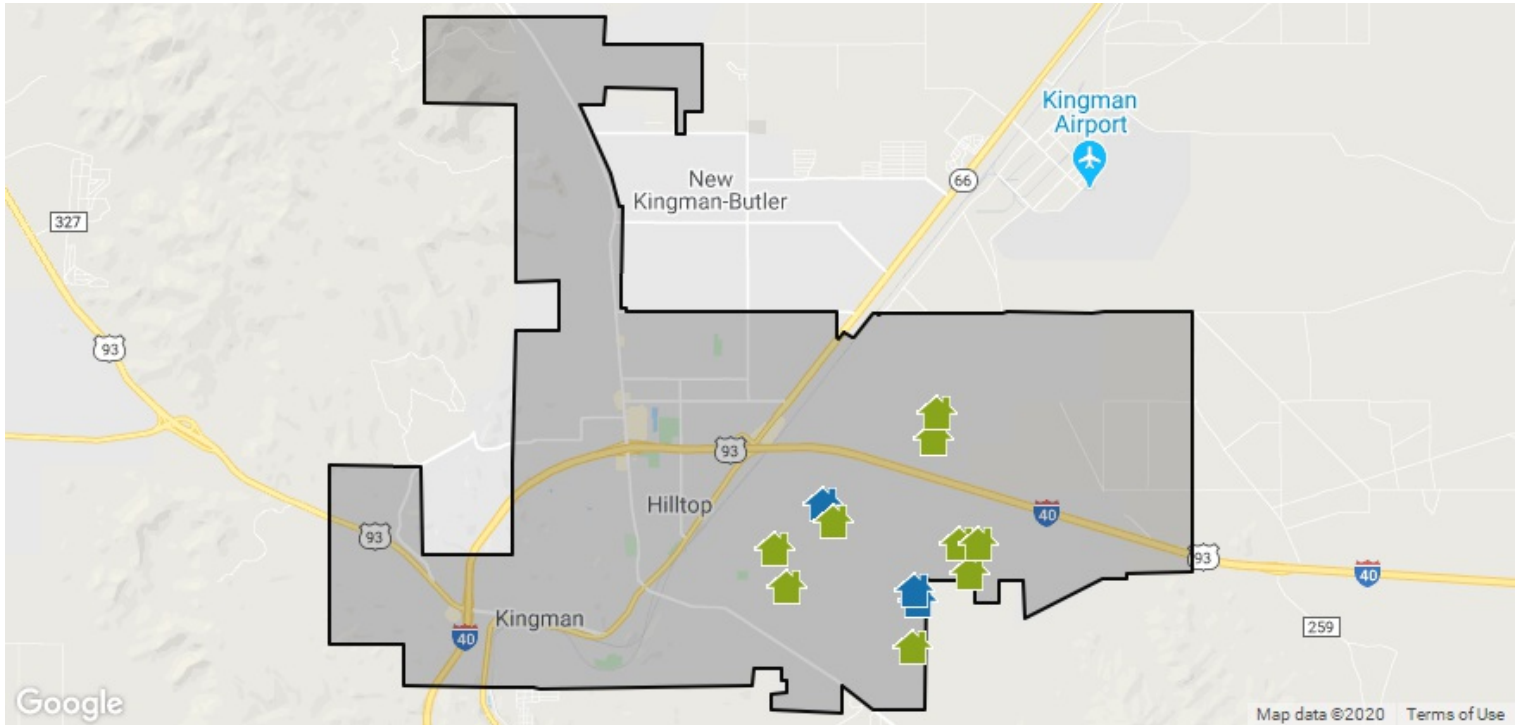 Kingman
Airport
66
New
Kingman-Butler
327
93
93
Hilltop
40
93
93
40
Kingman
40
259
Google
Map data ©2020 Terms of Use